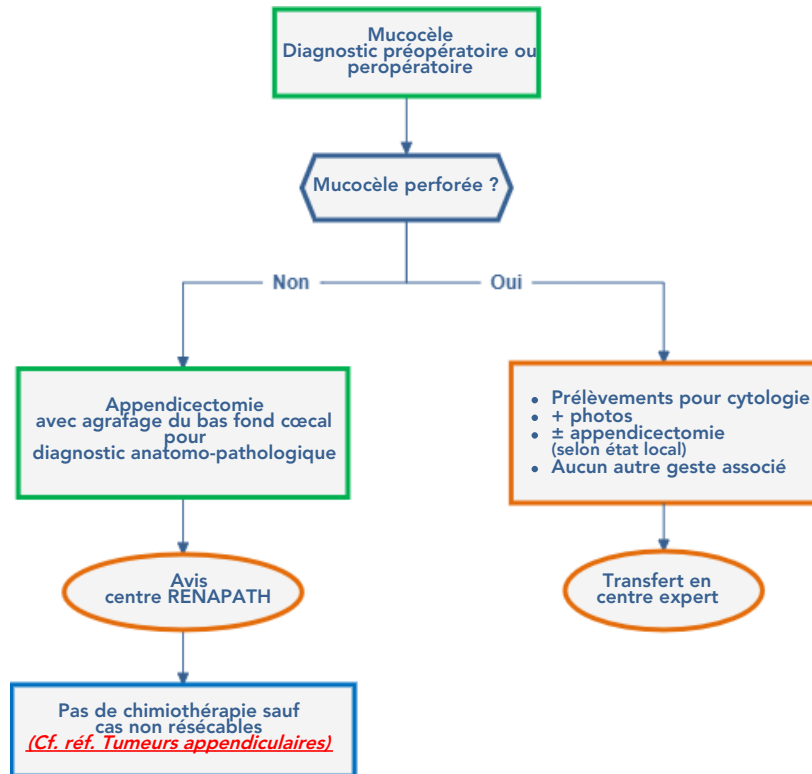 Mucocèle
Diagnostic préopératoire ou
peropératoire
Mucocèle perforée ?
Non
Oui
Appendicectomie
avec agrafage du bas fond cœcal
pour
diagnostic anatomo-pathologique
• Prélèvements pour cytologie
• + photos
• ± appendicectomie
(selon état local)
• Aucun autre geste associé
Avis
centre RENAPATH
Transfert en
centre expert
Pas de chimiothérapie sauf
cas non résécables
(Cf. réf. Tumeurs appendiculaires)